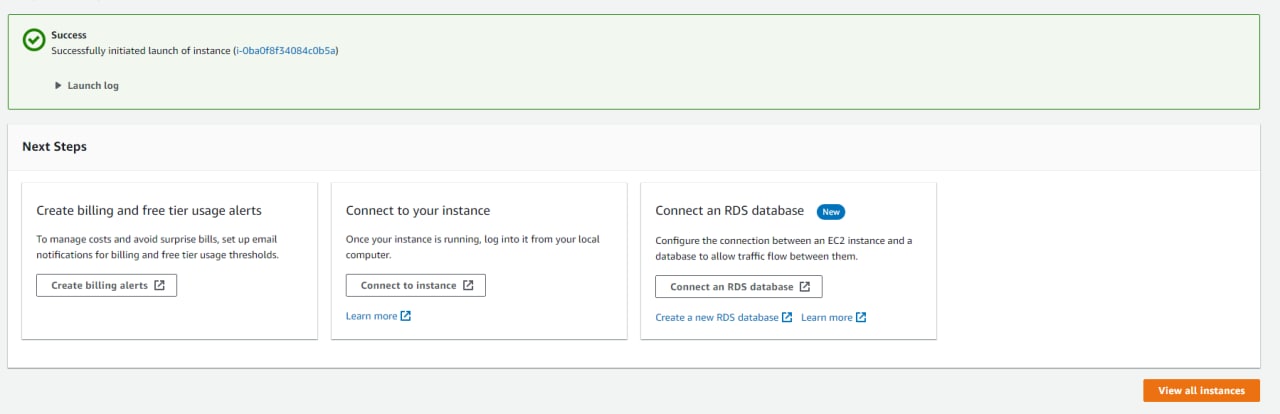 Success
Successfully initiated launch of instance (i-0ba0f8f34084c0b5a)
Launch log
Next Steps
Create billing and free tier usage alerts
To manage costs and avoid surprise bills, set up email
notifications for billing and free tier usage thresholds.
Create billing alerts
Connect to your instance
Once your instance is running, log into it from your local
computer.
Connect to instance
Learn more
Connect an RDS database New
Configure the connection between an EC2 instance and a
database to allow traffic flow between them.
Connect an RDS database
Create a new RDS database Learn more
View all instances